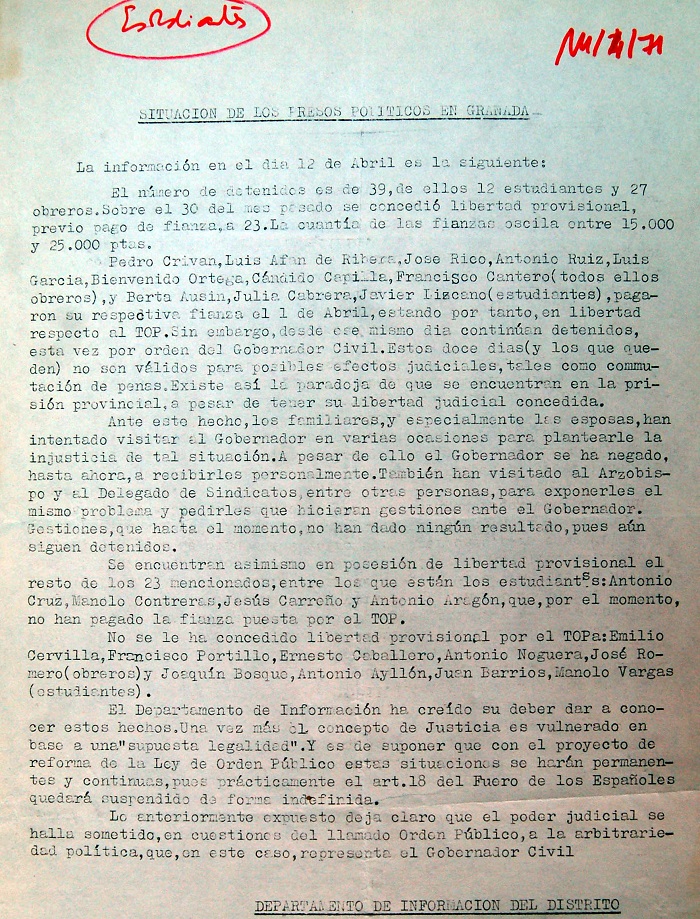 Estudiantes
14/4/71
SITUACION DE LOS PRESOS POLITICOS EN GRANADA
La información en el dia 12 de Abril es la siguiente:
El número de detenidos es de 39,de ellos 12 estudiantes y 27
obreros.Sobre el 30 del mes pasado se concedió libertad provisional,
previo pago de fianza,a 23.La cuantía de las fianzas oscila entre 15.000
y 25.000 ptas.
Pedro Crivan,Luis Afan de Ribera,Jose Rico,Antonio Ruiz,Luis
Garcia,Bienvenido Ortega,Cándido Capilla,Francisco Cantero(todos ellos
obreros),y Berta Ausin,Julia Cabrera,Javier Lizcano(estudiantes),paga-
ron su respectiva fianza el 1 de Abril,estando por tanto,en libertad
respecto al TOP.Sin embargo,desde ese mismo dia continúan detenidos,
esta vez por orden del Gobernador Civil.Estos doce dias(y los que que-
den) no son válidos para posibles efectos judiciales,tales como commu-
tación de penas.Existe así la paradoja de que se encuentran en la pri-
sión provincial,a pesar de tener su libertad judicial concedida.
Ante este hecho,los familiares,y especialmente las esposas,han
intentado visitar al Gobernador en varias ocasiones para plantearle la
injusticia de tal situación.A pesar de ello el Gobernador se ha negado,
hasta ahora,a recibirles personalmente.También han visitado al Arzobis-
po y al Delegado de Sindicatos,entre otras personas,para exponerles el
mismo problema y pedirles que hicieran gestiones ante el Gobernador.
Gestiones,que hasta el momento,no han dado ningún resultado,pues aún
siguen detenidos.
Se encuentran asimismo en posesión de libertad provisional el
resto de los 23 mencionados,entre los que están los estudiantes:Antonio
Cruz,Manolo Contreras,Jesús Carreño y Antonio Aragón,que,por el momento,
no han pagado la fianza puesta por el TOP.
No se le ha concedido libertad provisional por el TOPa:Emilio
Cervilla,Francisco Portillo,Ernesto Caballero,Antonio Noguera,José Ro-
mero(obreros)y Joaquín Bosque,Antonio Ayllón,Juan Barrios,Manolo Vargas
(estudiantes).
El Departamento de Información ha creído su deber dar a cono-
cer estos hechos.Una vez más el concepto de Justicia es vulnerado en
base a una"supuesta legalidad".Y es de suponer que con el proyecto de
reforma de la Ley de Orden Público estas situaciones se harán permanen-
tes y continuas,pues prácticamente el art.18 del Fuero de los Españoles
quedará suspendido de forma indefinida.
Lo anteriormente expuesto deja claro que el poder judicial se
halla sometido,en cuestiones del llamado Orden Público,a la arbitrarie-
dad política,que,en este caso,representa el Gobernador Civil
DEPARTAMENTO DE INFORMACION DEL DISTRITO